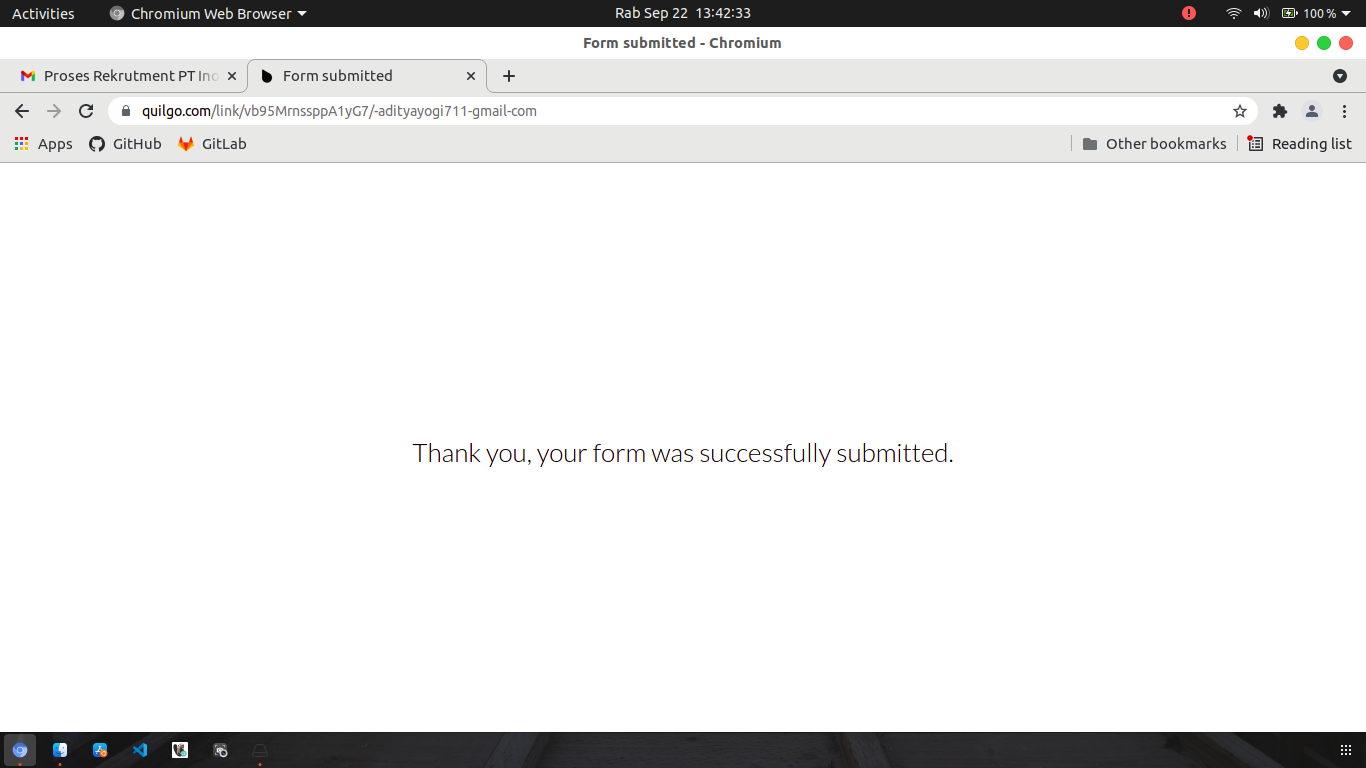 Activities Chromium Web Browser Rab Sep 22 13:42:33 100 %
Form submitted - Chromium
Proses Rekrutment PT Ino Form submitted
quilgo.com/link/vb95MrnssppA1yG7/-adityayogi711-gmail-com
Apps GitHub GitLab Other bookmarks Reading list
Thank you, your form was successfully submitted.